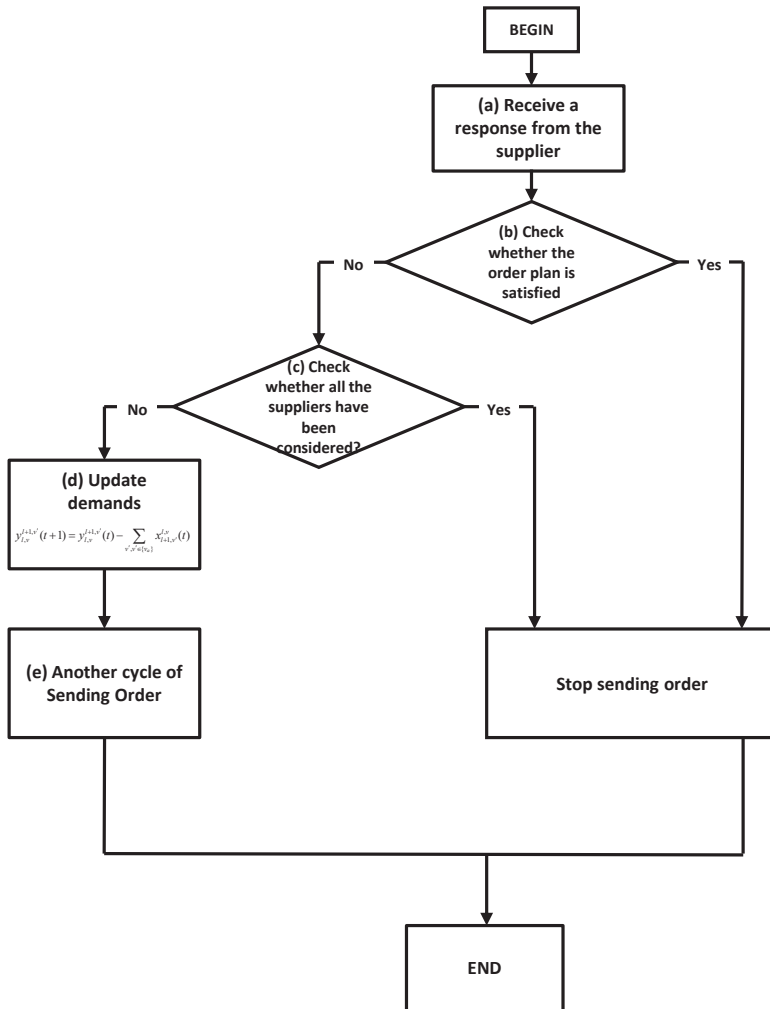 BEGIN
(a) Receive a
response from the
supplier
(b) Check
whether the
order plan is
satisfied
No
Yes
(c) Check
whether all the
suppliers have
been
considered?
No
Yes
(d) Update
demands
(e) Another cycle of
Sending Order
Stop sending order
END